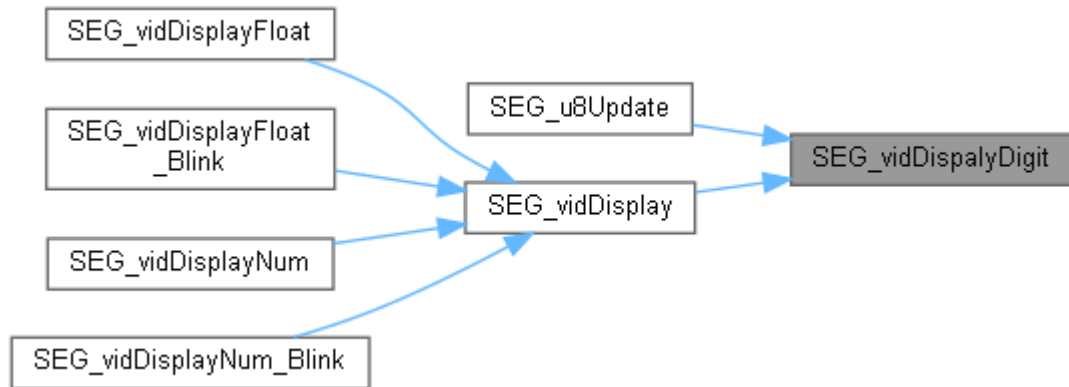 SEG_vidDisplayFloat
SEG_vidDisplayFloat
_Blink
SEG_vidDisplayNum
SEG_vidDisplayNum_Blink
SEG_u8Update
SEG_vidDisplay
SEG_vidDispalyDigit